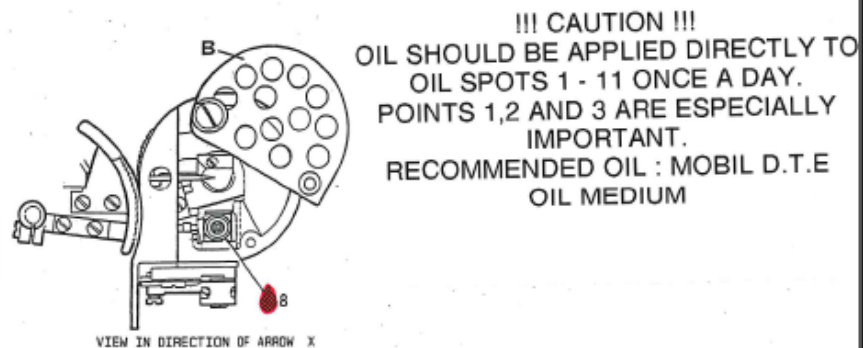 B
!!! CAUTION !!!
OIL SHOULD BE APPLIED DIRECTLY TO
OIL SPOTS 1 - 11 ONCE A DAY.
POINTS 1,2 AND 3 ARE ESPECIALLY
IMPORTANT.
RECOMMENDED OIL : MOBIL D.T.E
OIL MEDIUM
8
VIEW IN DIRECTION OF ARROW X